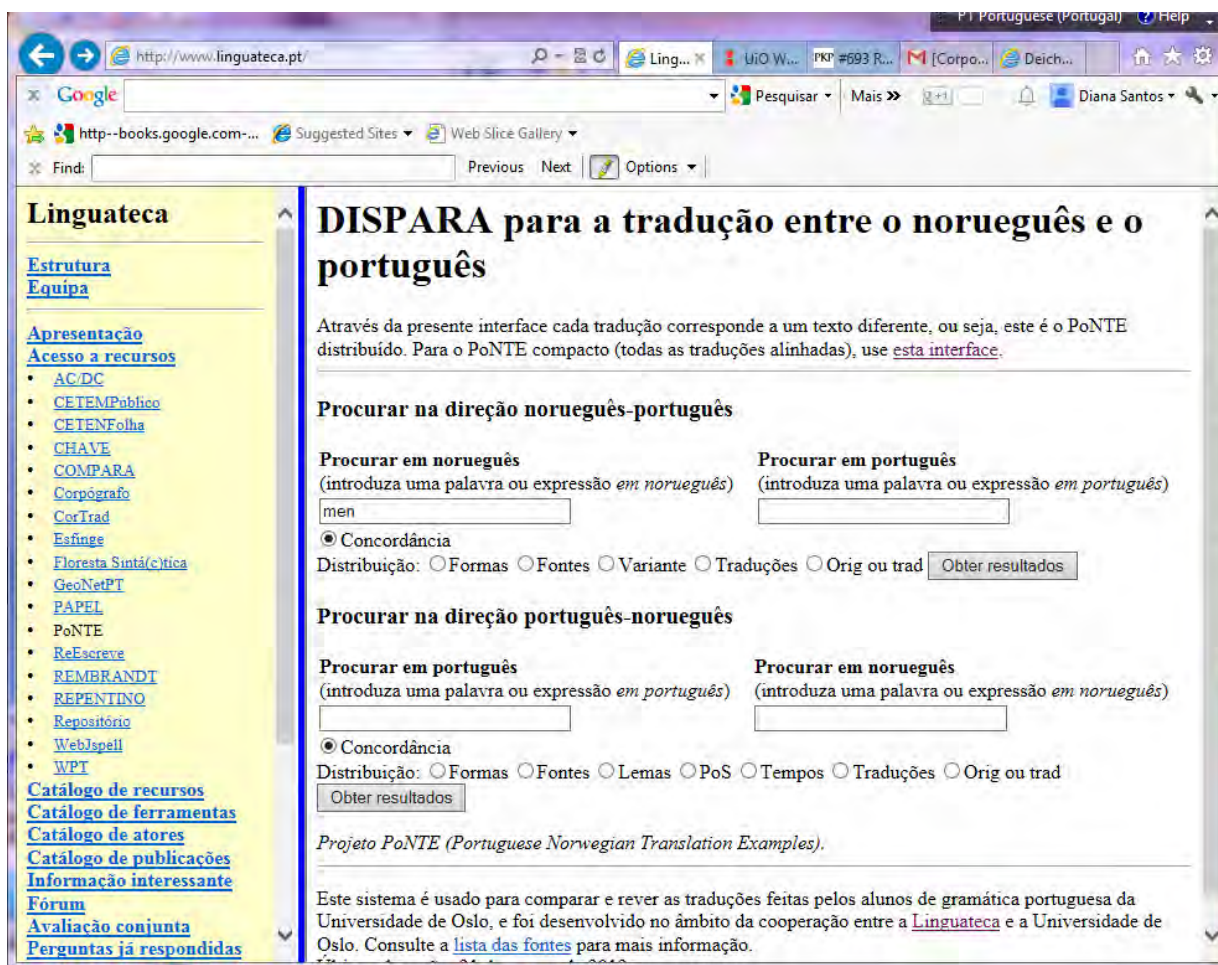 PT Portuguese (Portugal) Help
http://www.linguateca.pt/
Ling... UiO W... PKP #693 R... [Corpo... Deich...
Google Pesquisar Mais » Diana Santos
http--books.google.com-... Suggested Sites Web Slice Gallery
Find: Previous Next Options
Linguateca
Estrutura
Equipa
Apresentação
Acesso a recursos
• AC/DC
• CETEMPúblico
• CETENFolha
• CHAVE
• COMPARA
• Corpógrafo
• CorTrad
• Esfinge
• Floresta Sintá(c)tica
• GeoNetPT
• PAPEL
• PoNTE
• ReEscreve
• REMBRANDT
• REPENTINO
• Repositório
• WebJspell
• WPT
Catálogo de recursos
Catálogo de ferramentas
Catálogo de atores
Catálogo de publicações
Informação interessante
Fórum
Avaliação conjunta
Perguntas já respondidas
DISPARA para a tradução entre o norueguês e o
português
Através da presente interface cada tradução corresponde a um texto diferente, ou seja, este é o PoNTE
distribuído. Para o PoNTE compacto (todas as traduções alinhadas), use esta interface.
Procurar na direção norueguês-português
Procurar em norueguês Procurar em português
(introduza uma palavra ou expressão em norueguês) (introduza uma palavra ou expressão em português)
men
Concordância
Distribuição: Formas Fontes Variante Traduções Orig ou trad Obter resultados
Procurar na direção português-norueguês
Procurar em português Procurar em norueguês
(introduza uma palavra ou expressão em português) (introduza uma palavra ou expressão em norueguês)
Concordância
Distribuição: Formas Fontes Lemas PoS Tempos Traduções Orig ou trad
Obter resultados
Projeto PoNTE (Portuguese Norwegian Translation Examples).
Este sistema é usado para comparar e rever as traduções feitas pelos alunos de gramática portuguesa da
Universidade de Oslo, e foi desenvolvido no âmbito da cooperação entre a Linguateca e a Universidade de
Oslo. Consulte a lista das fontes para mais informação.